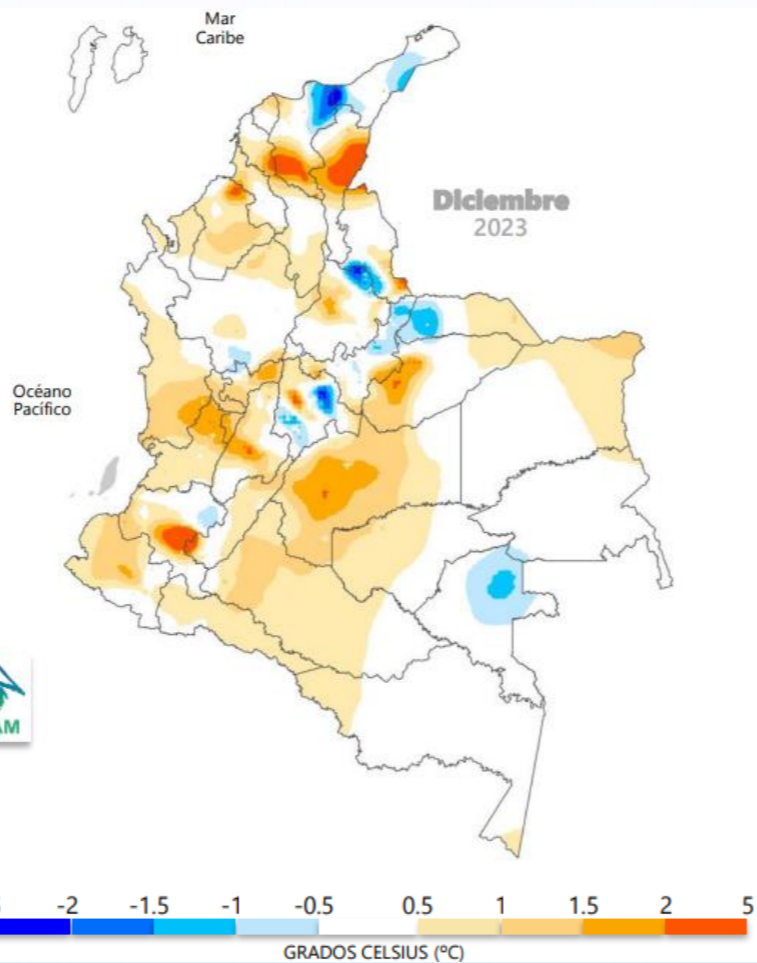 Mar
Caribe
Diciembre
2023
Océano
Pacífico
AM
-2 -1.5 -1 -0.5 0.5 1 1.5 2 5
GRADOS CELSIUS (ºC)